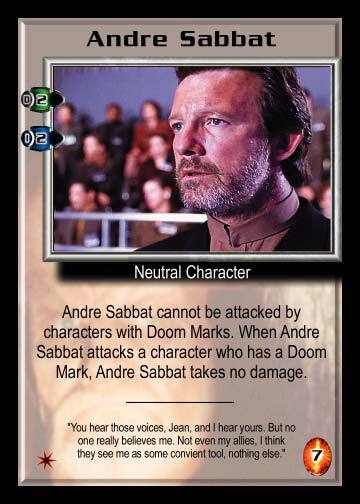 Andre Sabbat
2
2
Neutral Character
Andre Sabbat cannot be attacked by
characters with Doom Marks. When Andre
Sabbat attacks a character who has a Doom
Mark, Andre Sabbat takes no damage.
"You hear those voices, Jean, and I hear yours. But no
one really believes me. Not even my allies, I think
they see me as some convient tool, nothing else."
7